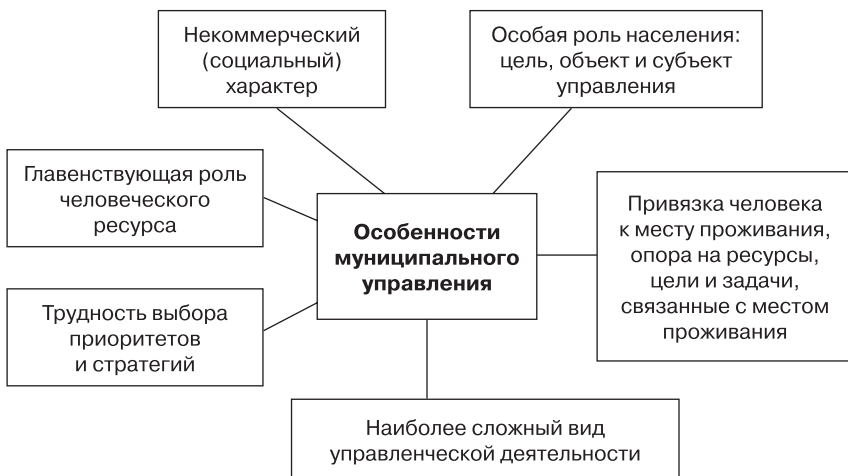 Некоммерческий
(социальный)
характер
Особая роль населения:
цель, объект и субъект
управления
Главенствующая роль
человеческого
ресурса
Особенности
муниципального
управления
Привязка человека
к месту проживания,
опора на ресурсы,
цели и задачи,
связанные с местом
проживания
Трудность выбора
приоритетов
и стратегий
Наиболее сложный вид
управленческой деятельности